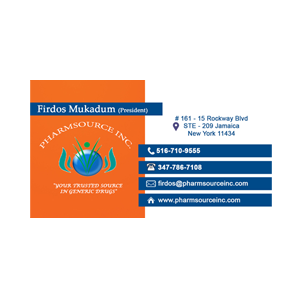 Firdos Mukadum (President)
PHARMSOURCE INC.
"YOUR TRUSTED SOURCE
IN GENERIC DRUGS"
# 161 - 15 Rockway Blvd
STE - 209 Jamaica
New York 11434
516-710-9555
347-786-7108
firdos@pharmsourceinc.com
www.pharmsourceinc.com